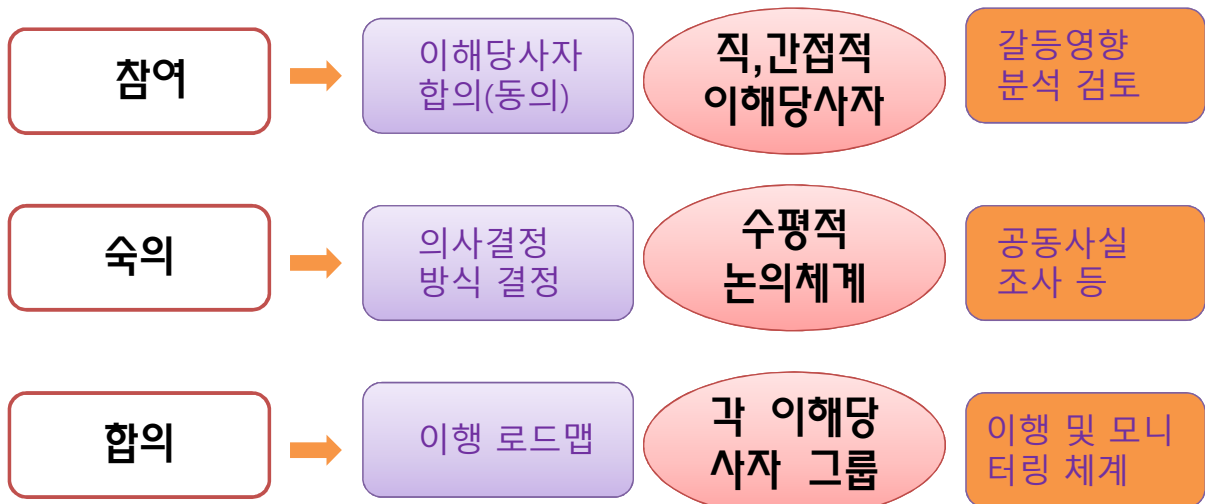 참여
이해당사자
합의(동의)
직,간접적
이해당사자
갈등영향
분석 검토
숙의
의사결정
방식 결정
수평적
논의체계
공동사실
조사 등
합의
이행 로드맵
각 이해당
사자 그룹
이행 및 모니
터링 체계